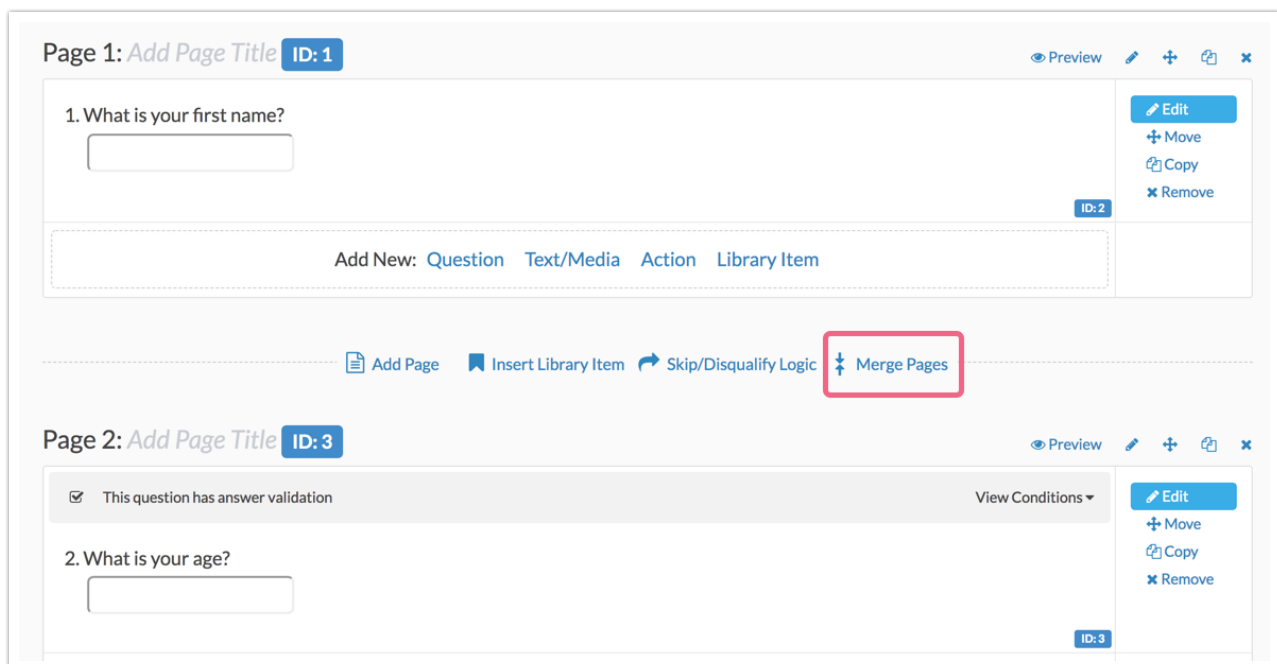 Page 1: Add Page Title ID: 1
Preview
1. What is your first name?
Edit
Move
Copy
Remove
ID: 2
Add New: Question Text/Media Action Library Item
Add Page Insert Library Item Skip/Disqualify Logic Merge Pages
Page 2: Add Page Title ID: 3
Preview
This question has answer validation View Conditions
Edit
Move
Copy
Remove
2. What is your age?
ID: 3